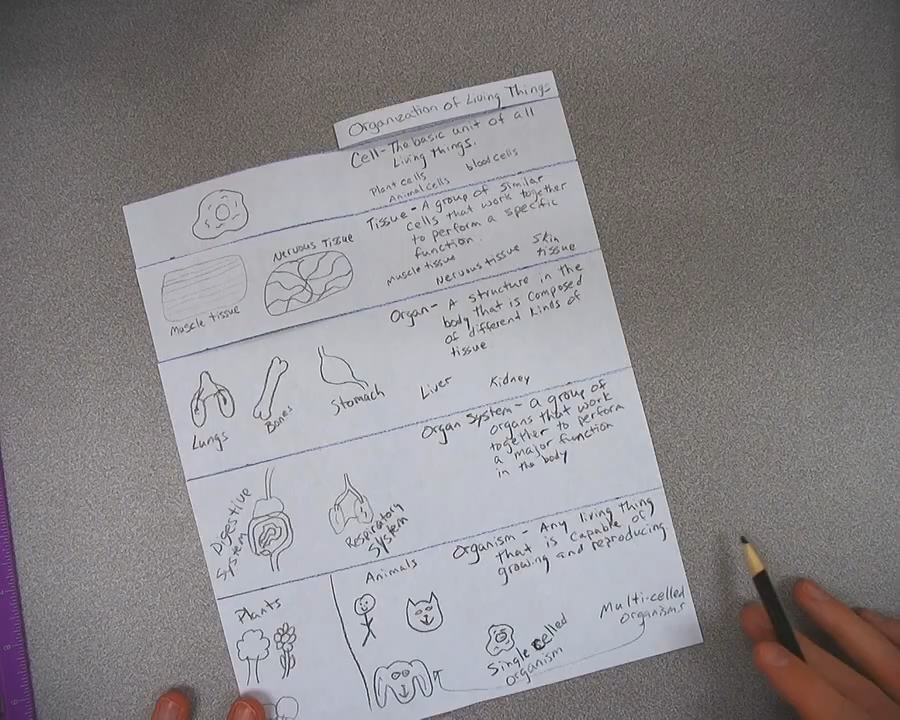 Organization of Living Things
Cell - The basic unit of all
Living Things.
Plant cells
Animal cells
blood cells
Tissue - A group of similar
cells that work together
to perform a specific
function.
Muscle tissue
Nervous tissue
Skin
tissue
Nervous Tissue
Muscle tissue
Organ - A structure in the
body that is composed
of different kinds of
tissue
Liver
Kidney
Lungs
Bones
Stomach
Organ System - a group of
organs that work
together to perform
a major function
in the body
Digestive
System
Respiratory
System
Organism - Any living thing
that is capable of
growing and reproducing
Plants
Animals
Single celled
organism
Multi-celled
Organisms